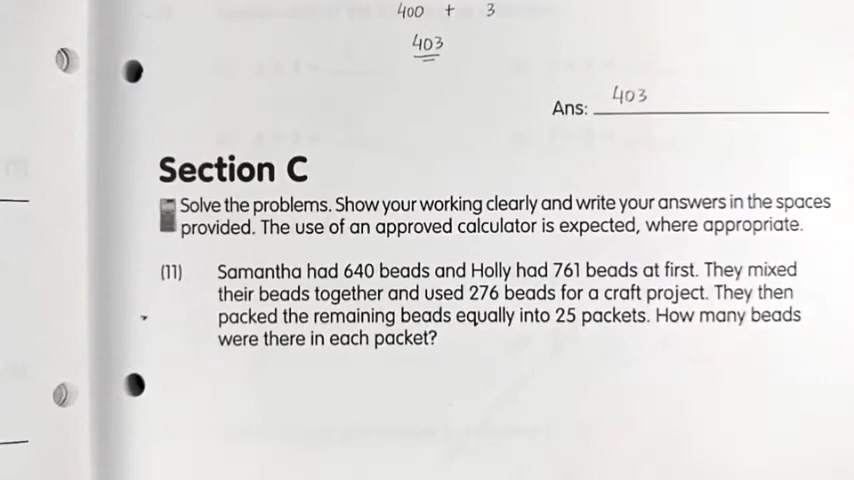 400 + 3
403
Ans: 403
Section C
Solve the problems. Show your working clearly and write your answers in the spaces
provided. The use of an approved calculator is expected, where appropriate.
(11) Samantha had 640 beads and Holly had 761 beads at first. They mixed
their beads together and used 276 beads for a craft project. They then
packed the remaining beads equally into 25 packets. How many beads
were there in each packet?